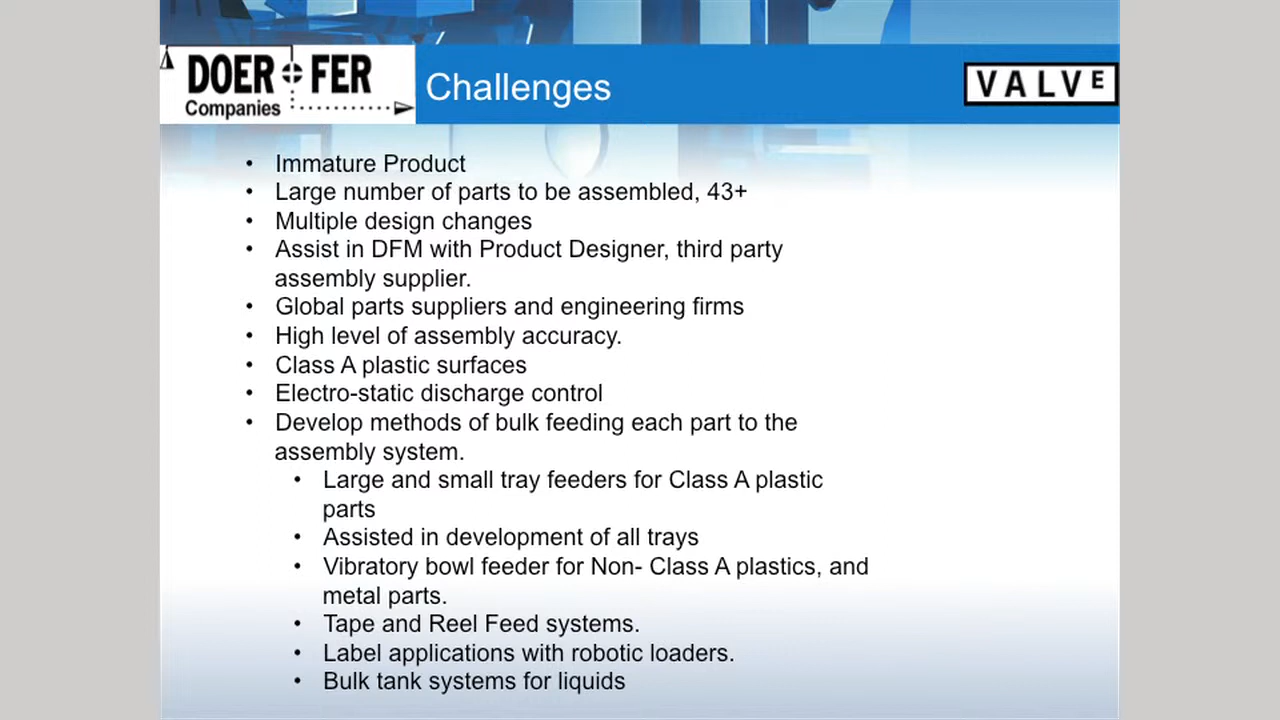 DOER FER
Companies
Challenges
VALVE
• Immature Product
• Large number of parts to be assembled, 43+
• Multiple design changes
• Assist in DFM with Product Designer, third party
assembly supplier.
• Global parts suppliers and engineering firms
• High level of assembly accuracy.
• Class A plastic surfaces
• Electro-static discharge control
• Develop methods of bulk feeding each part to the
assembly system.
• Large and small tray feeders for Class A plastic
parts
• Assisted in development of all trays
• Vibratory bowl feeder for Non- Class A plastics, and
metal parts.
• Tape and Reel Feed systems.
• Label applications with robotic loaders.
• Bulk tank systems for liquids